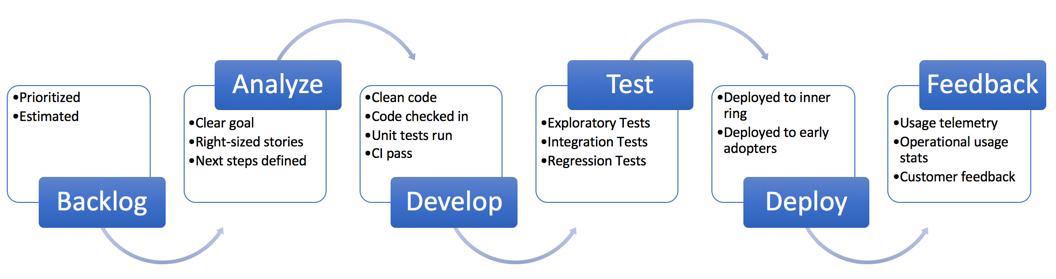 •Prioritized
•Estimated
Backlog
Analyze
•Clear goal
•Right-sized stories
•Next steps defined
•Clean code
•Code checked in
•Unit tests run
•CI pass
Develop
Test
•Exploratory Tests
•Integration Tests
•Regression Tests
•Deployed to inner
ring
•Deployed to early
adopters
Deploy
Feedback
•Usage telemetry
•Operational usage
stats
•Customer feedback